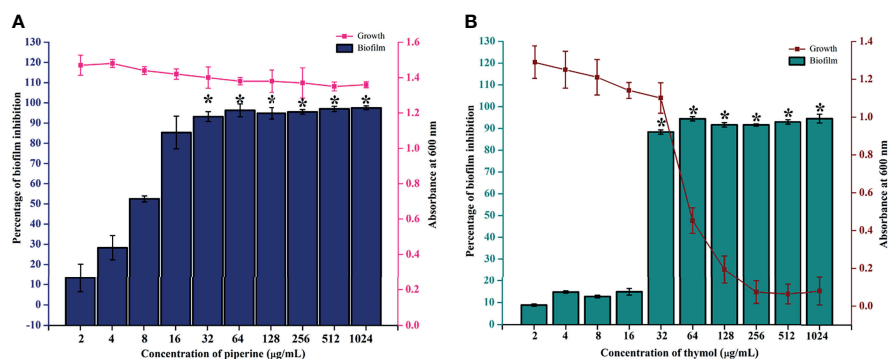 A
Growth
Biofilm
Percentage of biofilm inhibition
130
120
110
100
90
80
70
60
50
40
30
20
10
0
-10
1.6
1.4
1.2
1.0
0.8
0.6
0.4
0.2
0.0
Absorbance at 600 nm
* * * * * *
2 4 8 16 32 64 128 256 512 1024
Concentration of piperine (µg/mL)
B
Growth
Biofilm
Percentage of biofilm inhibition
130
120
110
100
90
80
70
60
50
40
30
20
10
0
1.4
1.2
1.0
0.8
0.6
0.4
0.2
0.0
Absorbance at 600 nm
* * * * * *
2 4 8 16 32 64 128 256 512 1024
Concentration of thymol (µg/mL)